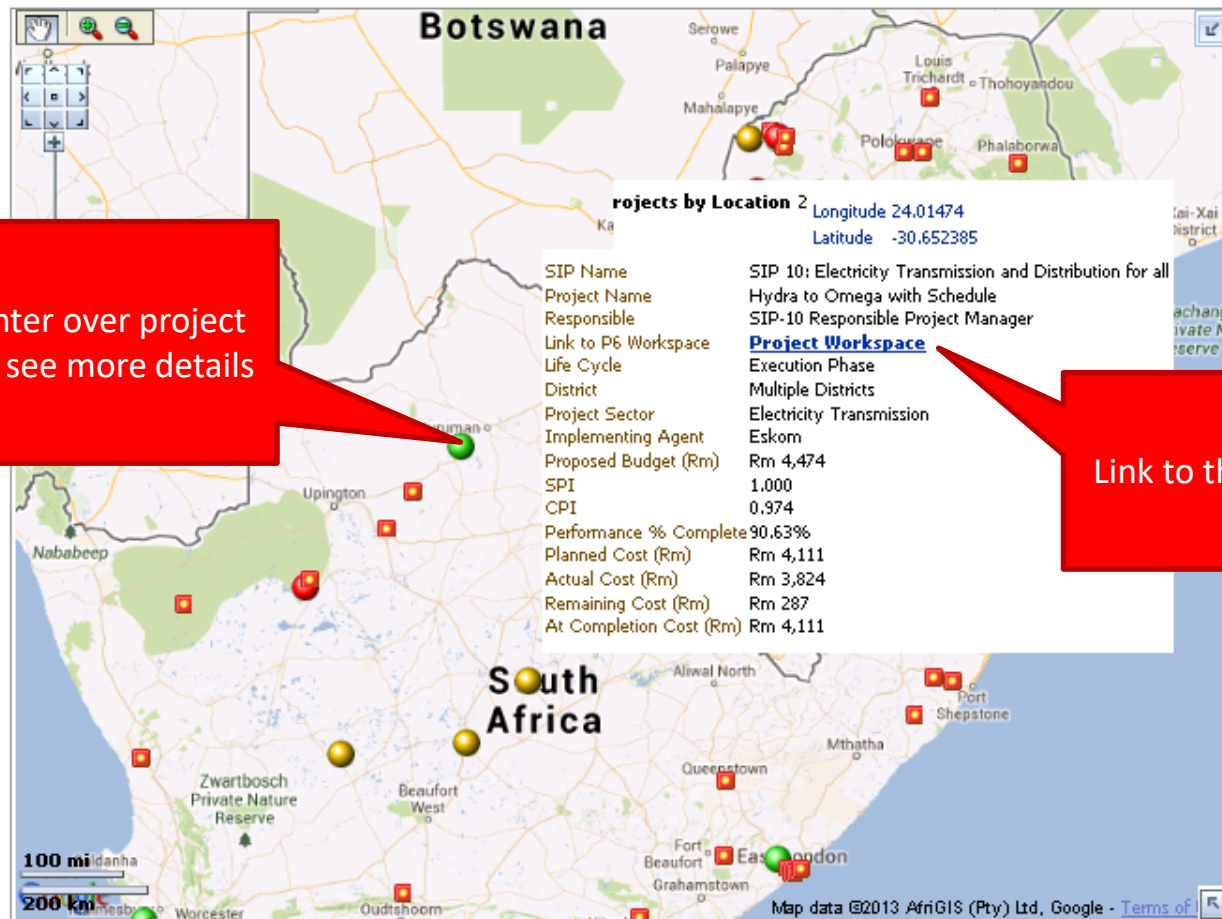 Botswana
Serowe
Palapye
Mahalapye
Louis
Trichardt
Thohoyandou
Polokwane
Phalaborwa
rojects by Location 2
Longitude 24.01474
Latitude -30.652385
Ka
Kai-Xai
District
SIP Name SIP 10: Electricity Transmission and Distribution for all
Project Name Hydra to Omega with Schedule
Responsible SIP-10 Responsible Project Manager
Link to P6 Workspace Project Workspace
Life Cycle Execution Phase
District Multiple Districts
Project Sector Electricity Transmission
Implementing Agent Eskom
Proposed Budget (Rm) Rm 4,474
SPI 1.000
CPI 0.974
Performance % Complete 90.63%
Planned Cost (Rm) Rm 4,111
Actual Cost (Rm) Rm 3,824
Remaining Cost (Rm) Rm 287
At Completion Cost (Rm) Rm 4,111
nter over project
see more details
Link to th
uruman
Upington
Nababeep
South
Africa
Aliwal North
Port
Shepstone
Mthatha
Queenstown
Zwartbosch
Private Nature
Reserve
Beaufort
West
Fort
Beaufort
East London
Grahamstown
100 mi
ldanha
200 km
Worcester
Oudtshoorn
Map data ©2013 AfriGIS (Pty) Ltd, Google - Terms of